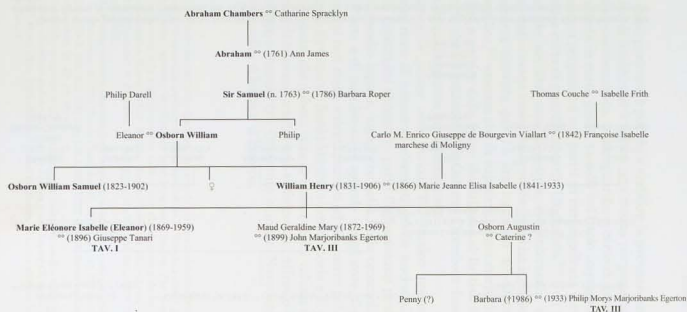 Abraham Chambers °° Catharine Spracklyn
Abraham °° (1761) Ann James
Philip Darell
Sir Samuel (n. 1763) °° (1786) Barbara Roper
Thomas Couche °° Isabelle Frith
Eleanor °° Osborn William
Philip
Carlo M. Enrico Giuseppe de Bourgevin Viallart °° (1842) Françoise Isabelle
marchese di Moligny
Osborn William Samuel (1823-1902)
♀
William Henry (1831-1906) °° (1866) Marie Jeanne Elisa Isabelle (1841-1933)
Marie Eléonore Isabelle (Eleanor) (1869-1959)
°° (1896) Giuseppe Tanari
TAV. I
Maud Geraldine Mary (1872-1969)
°° (1899) John Marjoribanks Egerton
TAV. III
Osborn Augustin
°° Caterine ?
Penny (?)
Barbara (†1986) °° (1933) Philip Morys Marjoribanks Egerton
TAV. III